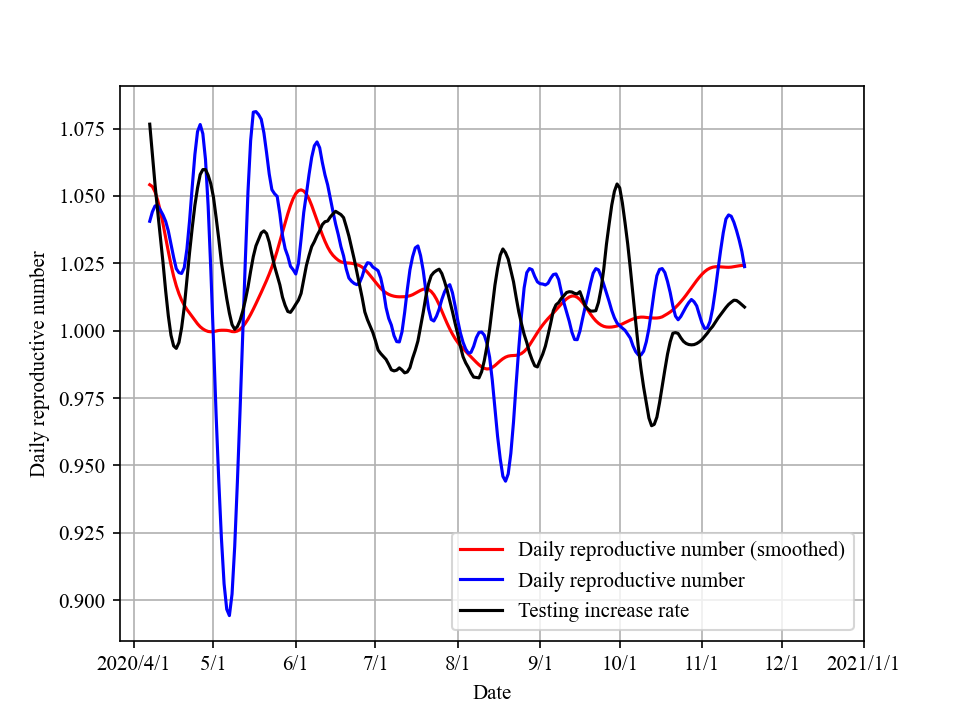 Daily reproductive number
1.075
1.050
1.025
1.000
0.975
0.950
0.925
0.900
Daily reproductive number (smoothed)
Daily reproductive number
Testing increase rate
2020/4/1 5/1 6/1 7/1 8/1 9/1 10/1 11/1 12/1 2021/1/1
Date